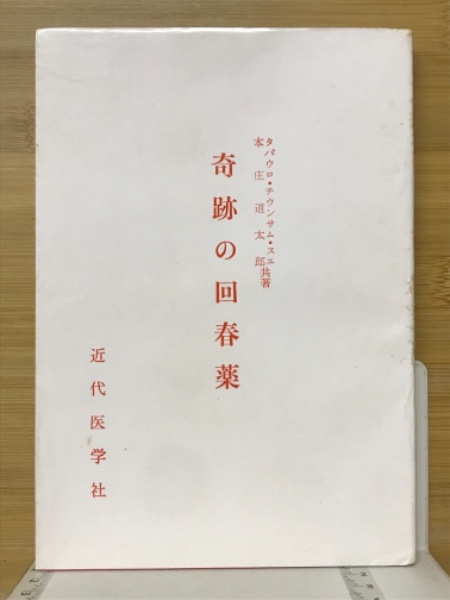 タパウロ・チウンサム・スエ
本庄道太郎
共著
奇跡の回春薬
近代医学社